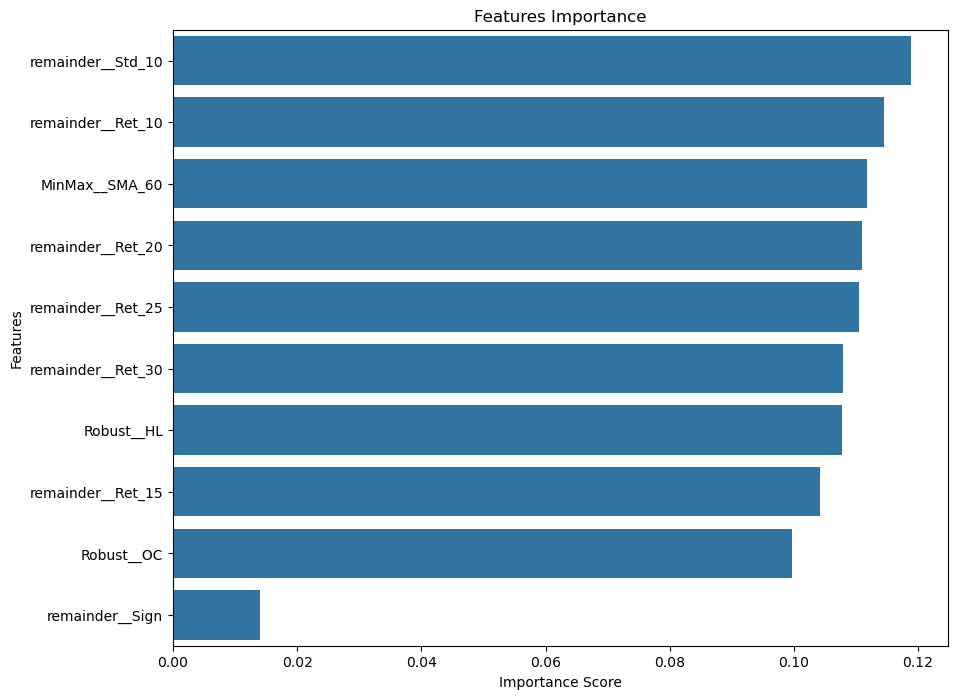 Features Importance
remainder__Std_10
remainder__Ret_10
MinMax__SMA_60
remainder__Ret_20
remainder__Ret_25
remainder__Ret_30
Robust__HL
remainder__Ret_15
Robust__OC
remainder__Sign
Features
0.00 0.02 0.04 0.06 0.08 0.10 0.12
Importance Score